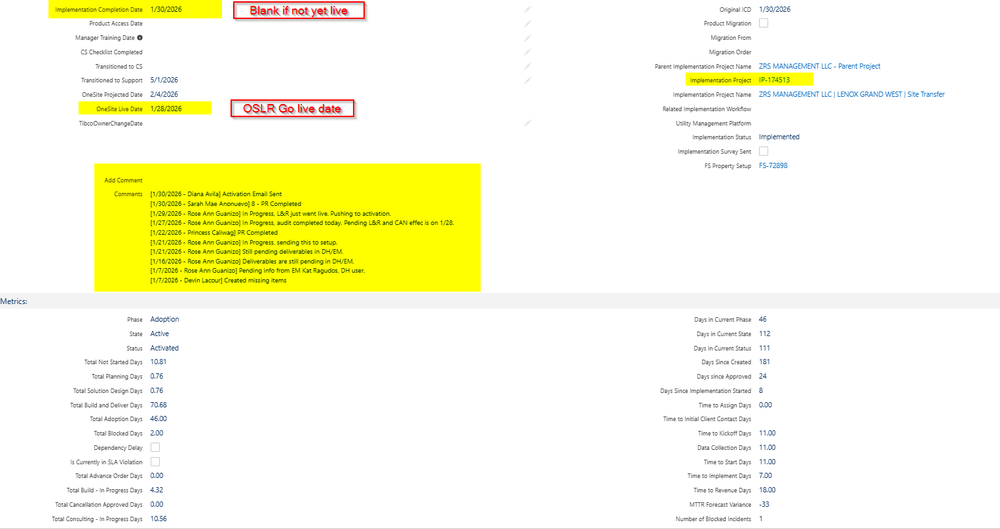 Implementation Completion Date 1/30/2026
Blank if not yet live
Product Access Date
Manager Training Date
CS Checklist Completed
Transitioned to CS
Transitioned to Support 5/1/2026
OneSite Projected Date 2/4/2026
OneSite Live Date 1/28/2026
OSLR Go live date
TibcoOwnerChangeDate
Original ICD 1/30/2026
Product Migration
Migration From
Migration Order
Parent Implementation Project Name ZRS MANAGEMENT LLC - Parent Project
Implementation Project IP-174513
Implementation Project Name ZRS MANAGEMENT LLC | LENOX GRAND WEST | Site Transfer
Related Implementation Workflow
Utility Management Platform
Implementation Status Implemented
Implementation Survey Sent
FS Property Setup FS-72898
Add Comment
Comments [1/30/2026 - Diana Avila] Activation Email Sent
[1/30/2026 - Sarah Mae Anonuevo] 8 - PR Completed
[1/29/2026 - Rose Ann Guanizo] In Progress, L&R just went live. Pushing to activation.
[1/27/2026 - Rose Ann Guanizo] In Progress, audit completed today. Pending L&R and CAN effec is on 1/28.
[1/22/2026 - Princess Caliwag] PR Completed
[1/21/2026 - Rose Ann Guanizo] In Progress, sending this to setup.
[1/21/2026 - Rose Ann Guanizo] Still pending deliverables in DH/EM.
[1/16/2026 - Rose Ann Guanizo] Deliverables are still pending in DH/EM.
[1/7/2026 - Rose Ann Guanizo] Pending info from EM Kat Ragudos, DH user.
[1/7/2026 - Devin Lacour] Created missing items
Metrics:
Phase Adoption
State Active
Status Activated
Total Not Started Days 10.81
Total Planning Days 0.76
Total Solution Design Days 0.76
Total Build and Deliver Days 70.68
Total Adoption Days 46.00
Total Blocked Days 2.00
Dependency Delay
Is Currently in SLA Violation
Total Advance Order Days 0.00
Total Build - In Progress Days 4.32
Total Cancellation Approved Days 0.00
Total Consulting - In Progress Days 10.56
Days in Current Phase 46
Days in Current State 112
Days in Current Status 111
Days Since Created 181
Days since Approved 24
Days Since Implementation Started 8
Time to Assign Days 0.00
Time to Initial Client Contact Days
Time to Kickoff Days 11.00
Data Collection Days 11.00
Time to Start Days 11.00
Time to Implement Days 7.00
Time to Revenue Days 18.00
MTTR Forecast Variance -33
Number of Blocked Incidents 1